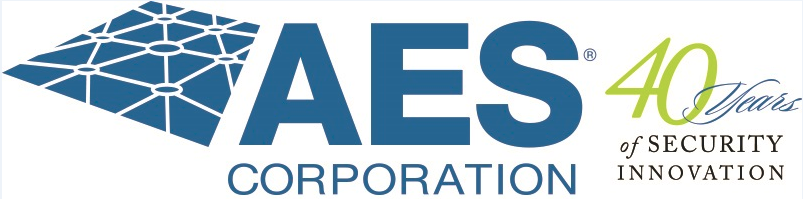 AES®
CORPORATION
40 Years
of SECURITY
INNOVATION